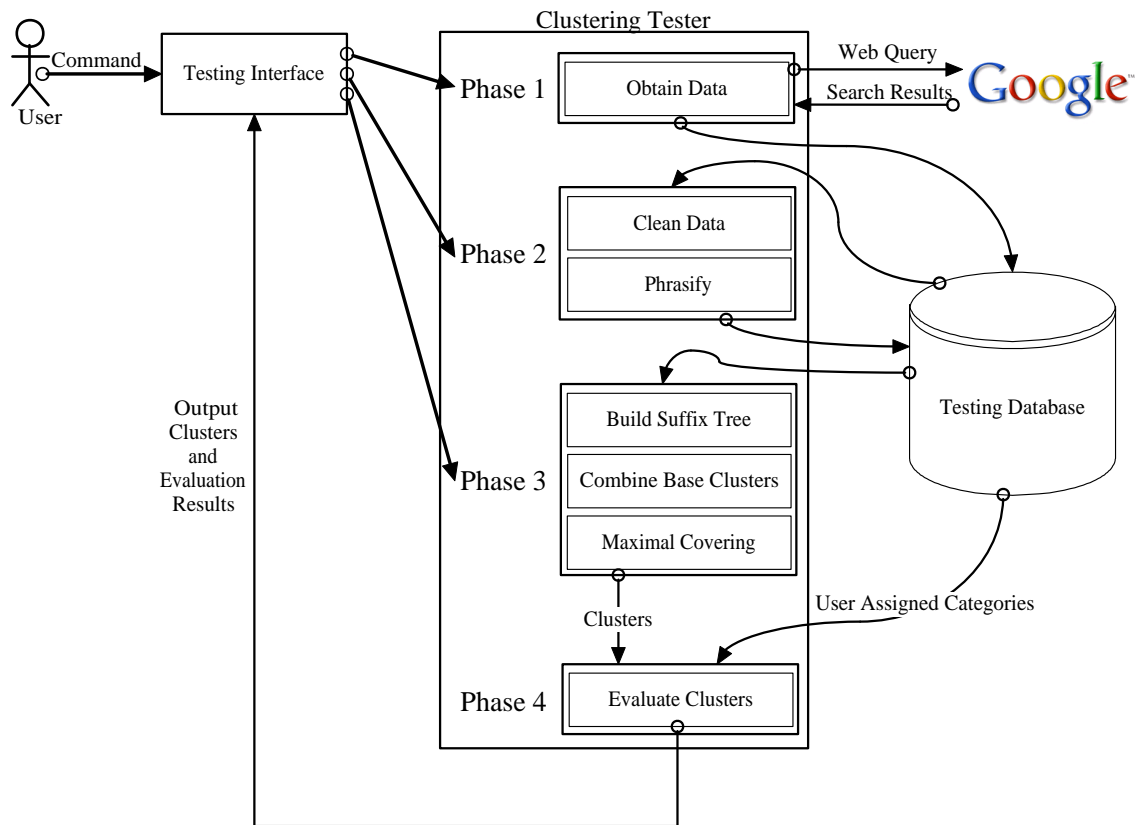 Clustering Tester
Command
User
Testing Interface
Phase 1
Obtain Data
Web Query
Search Results
Google™
Phase 2
Clean Data
Phrasify
Testing Database
Output
Clusters
and
Evaluation
Results
Phase 3
Build Suffix Tree
Combine Base Clusters
Maximal Covering
User Assigned Categories
Clusters
Phase 4
Evaluate Clusters